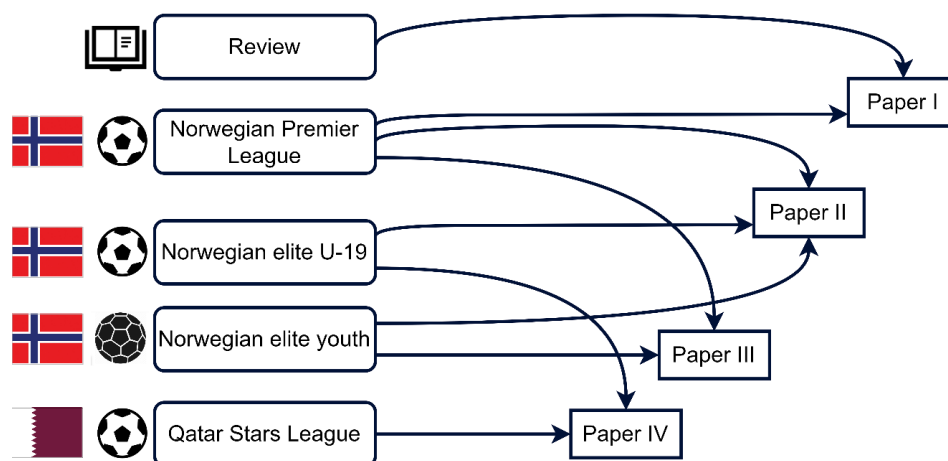 Review
Paper I
Norwegian Premier
League
Paper II
Norwegian elite U-19
Norwegian elite youth
Paper III
Qatar Stars League
Paper IV